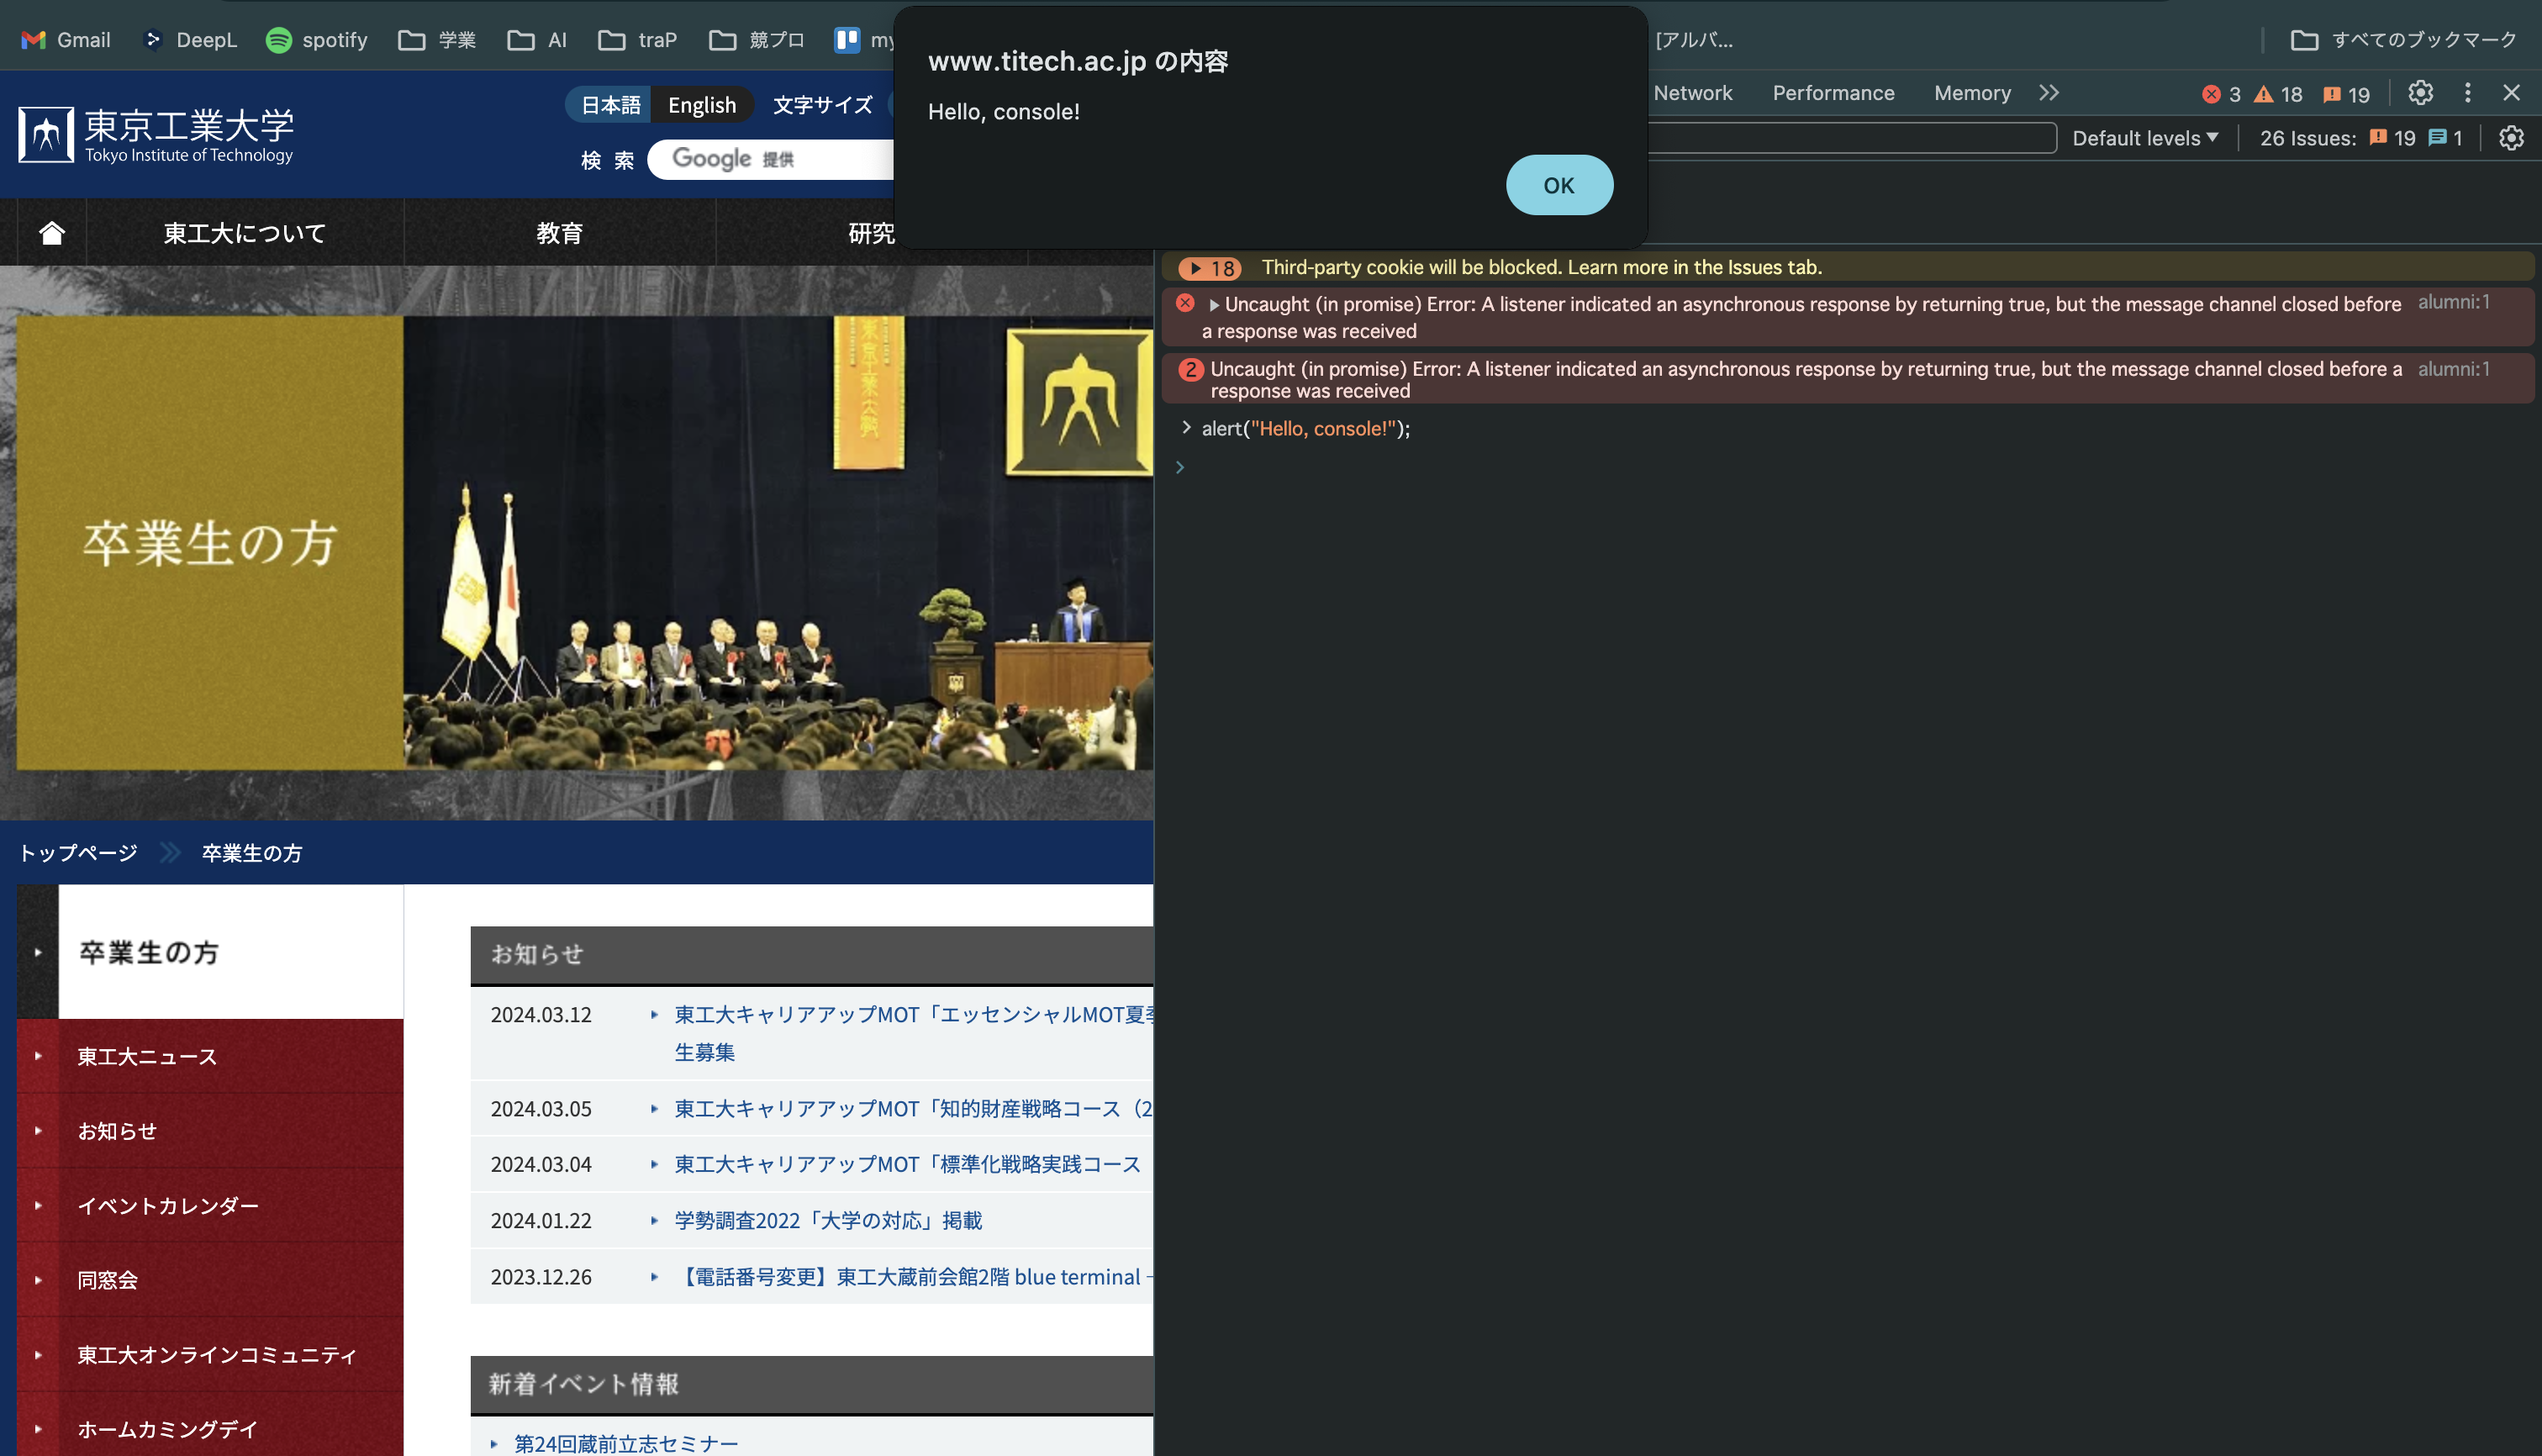 Gmail
DeepL
spotify
学業
AI
traP
競プロ
my
[アルバ...
すべてのブックマーク
www.titech.ac.jp の内容
Hello, console!
OK
Network
Performance
Memory
3
18
19
Default levels
26 Issues:
19
1
東京工業大学
Tokyo Institute of Technology
日本語
English
文字サイズ
検 索
Google 提供
東工大について
教育
研究
18
Third-party cookie will be blocked. Learn more in the Issues tab.
Uncaught (in promise) Error: A listener indicated an asynchronous response by returning true, but the message channel closed before
alumni:1
a response was received
2
Uncaught (in promise) Error: A listener indicated an asynchronous response by returning true, but the message channel closed before a
alumni:1
response was received
alert("Hello, console!");
卒業生の方
東京工業大学
トップページ
卒業生の方
卒業生の方
東工大ニュース
お知らせ
イベントカレンダー
同窓会
東工大オンラインコミュニティ
ホームカミングデイ
お知らせ
2024.03.12
東工大キャリアアップMOT「エッセンシャルMOT夏季
生募集
2024.03.05
東工大キャリアアップMOT「知的財産戦略コース（2
2024.03.04
東工大キャリアアップMOT「標準化戦略実践コース
2024.01.22
学勢調査2022「大学の対応」掲載
2023.12.26
【電話番号変更】東工大蔵前会館2階 blue terminal
新着イベント情報
第24回蔵前立志セミナー